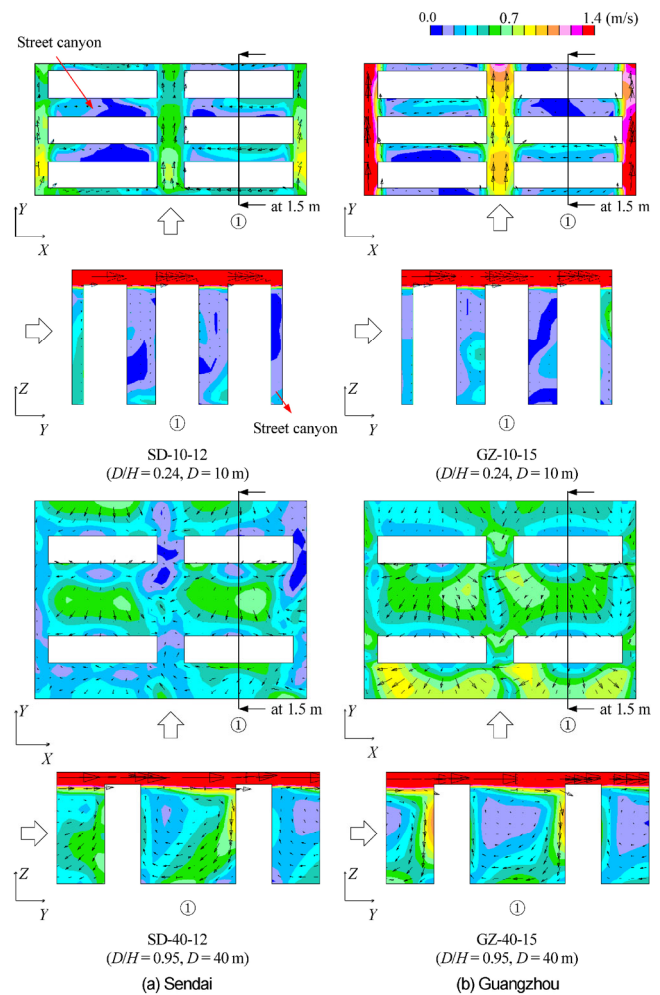 0.0 0.7 1.4 (m/s)
Street canyon
Y
X
① at 1.5 m
Y
X
① at 1.5 m
Z
Y
①
Street canyon
Z
Y
①
SD-10-12
(D/H = 0.24, D = 10 m)
GZ-10-15
(D/H = 0.24, D = 10 m)
Y
X
① at 1.5 m
Y
X
① at 1.5 m
Z
Y
①
Z
Y
①
SD-40-12
(D/H = 0.95, D = 40 m)
GZ-40-15
(D/H = 0.95, D = 40 m)
(a) Sendai
(b) Guangzhou